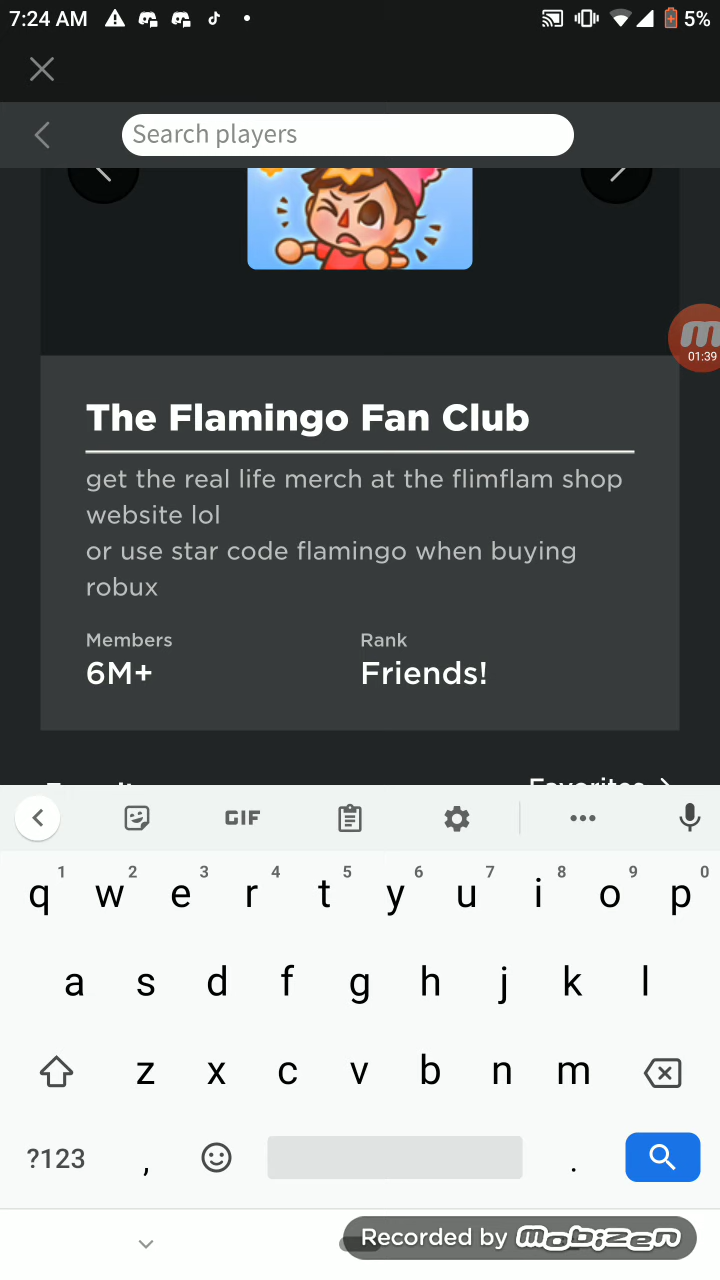 7:24 AM
5%
Search players
01:39
The Flamingo Fan Club
get the real life merch at the flimflam shop
website lol
or use star code flamingo when buying
robux
Members Rank
6M+ Friends!
Favorites
GIF
1 2 3 4 5 6 7 8 9 0
q w e r t y u i o p
a s d f g h j k l
z x c v b n m
?123 , .
Recorded by mobizen